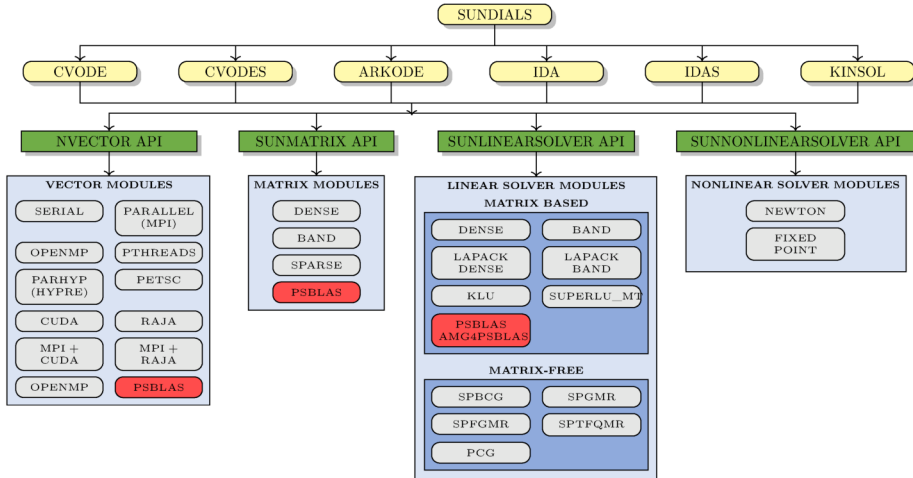 SUNDIALS
CVODE
CVODES
ARKODE
IDA
IDAS
KINSOL
NVECTOR API
SUNMATRIX API
SUNLINEARSOLVER API
SUNNONLINEARSOLVER API
VECTOR MODULES
SERIAL
PARALLEL
(MPI)
OPENMP
PTHREADS
PARHYP
(HYPRE)
PETSC
CUDA
RAJA
MPI +
CUDA
MPI +
RAJA
OPENMP
PSBLAS
MATRIX MODULES
DENSE
BAND
SPARSE
PSBLAS
LINEAR SOLVER MODULES
MATRIX BASED
DENSE
BAND
LAPACK
DENSE
LAPACK
BAND
KLU
SUPERLU_MT
PSBLAS
AMG4PSBLAS
MATRIX-FREE
SPBCG
SPGMR
SPFGMR
SPTFQMR
PCG
NONLINEAR SOLVER MODULES
NEWTON
FIXED
POINT